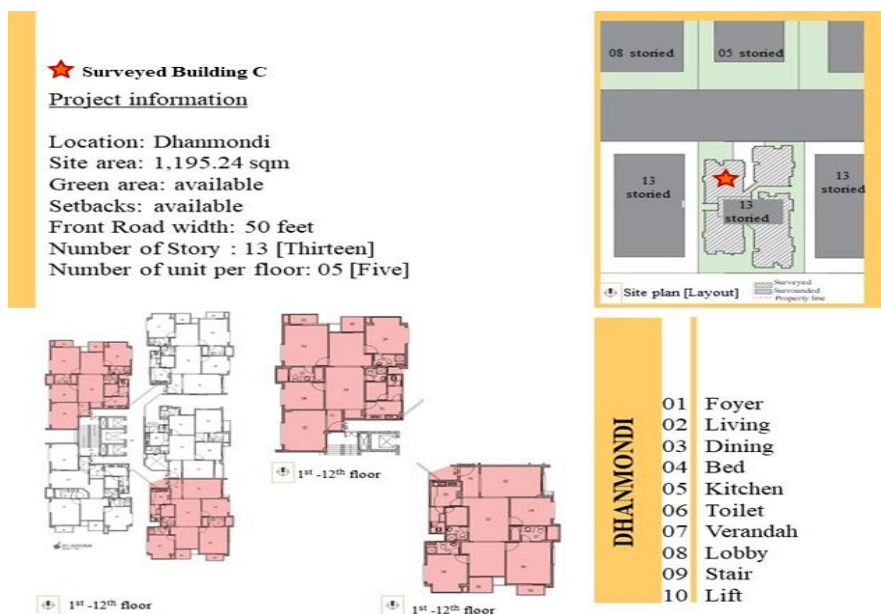 Surveyed Building C
Project information
Location: Dhanmondi
Site area: 1,195.24 sqm
Green area: available
Setbacks: available
Front Road width: 50 feet
Number of Story : 13 [Thirteen]
Number of unit per floor: 05 [Five]
08 storied
05 storied
13
storied
13
storied
13
storied
Site plan [Layout]
Surveyed
Surrounded
Property line
1st -12th floor
1st -12th floor
1st -12th floor
DHANMONDI
01 Foyer
02 Living
03 Dining
04 Bed
05 Kitchen
06 Toilet
07 Verandah
08 Lobby
09 Stair
10 Lift